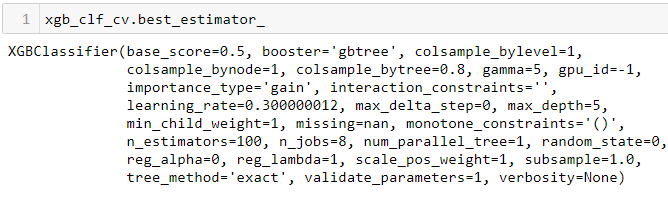 1 xgb_clf_cv.best_estimator_
XGBClassifier(base_score=0.5, booster='gbtree', colsample_bylevel=1,
colsample_bynode=1, colsample_bytree=0.8, gamma=5, gpu_id=-1,
importance_type='gain', interaction_constraints='',
learning_rate=0.300000012, max_delta_step=0, max_depth=5,
min_child_weight=1, missing=nan, monotone_constraints='()',
n_estimators=100, n_jobs=8, num_parallel_tree=1, random_state=0,
reg_alpha=0, reg_lambda=1, scale_pos_weight=1, subsample=1.0,
tree_method='exact', validate_parameters=1, verbosity=None)